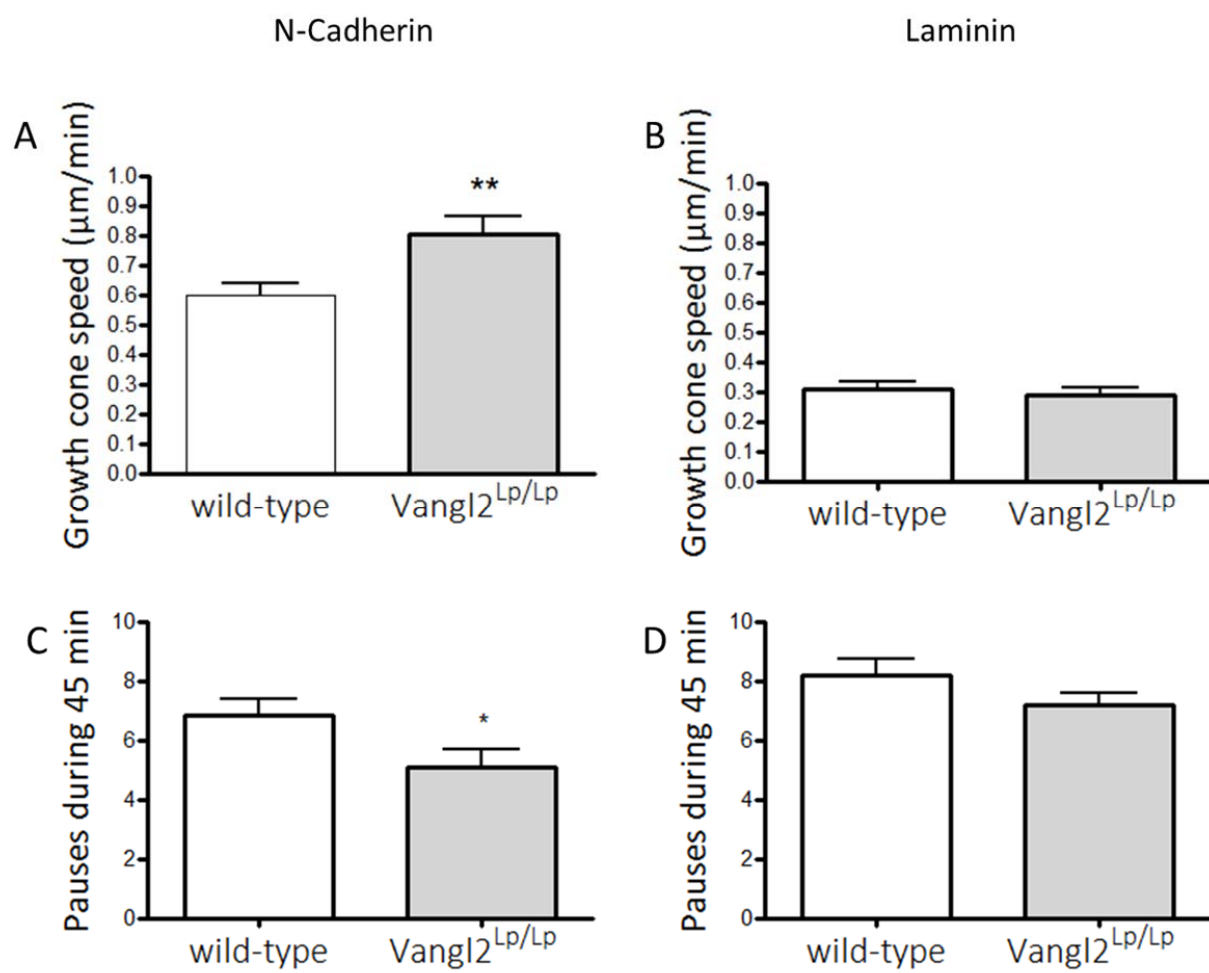 N-Cadherin
Laminin
A
Growth cone speed (µm/min)
1.0
0.9
0.8
0.7
0.6
0.5
0.4
0.3
0.2
0.1
0.0
**
wild-type
Vangl2Lp/Lp
B
Growth cone speed (µm/min)
1.0
0.9
0.8
0.7
0.6
0.5
0.4
0.3
0.2
0.1
0.0
wild-type
Vangl2Lp/Lp
C
Pauses during 45 min
10
8
6
4
2
0
*
wild-type
Vangl2Lp/Lp
D
Pauses during 45 min
10
8
6
4
2
0
wild-type
Vangl2Lp/Lp